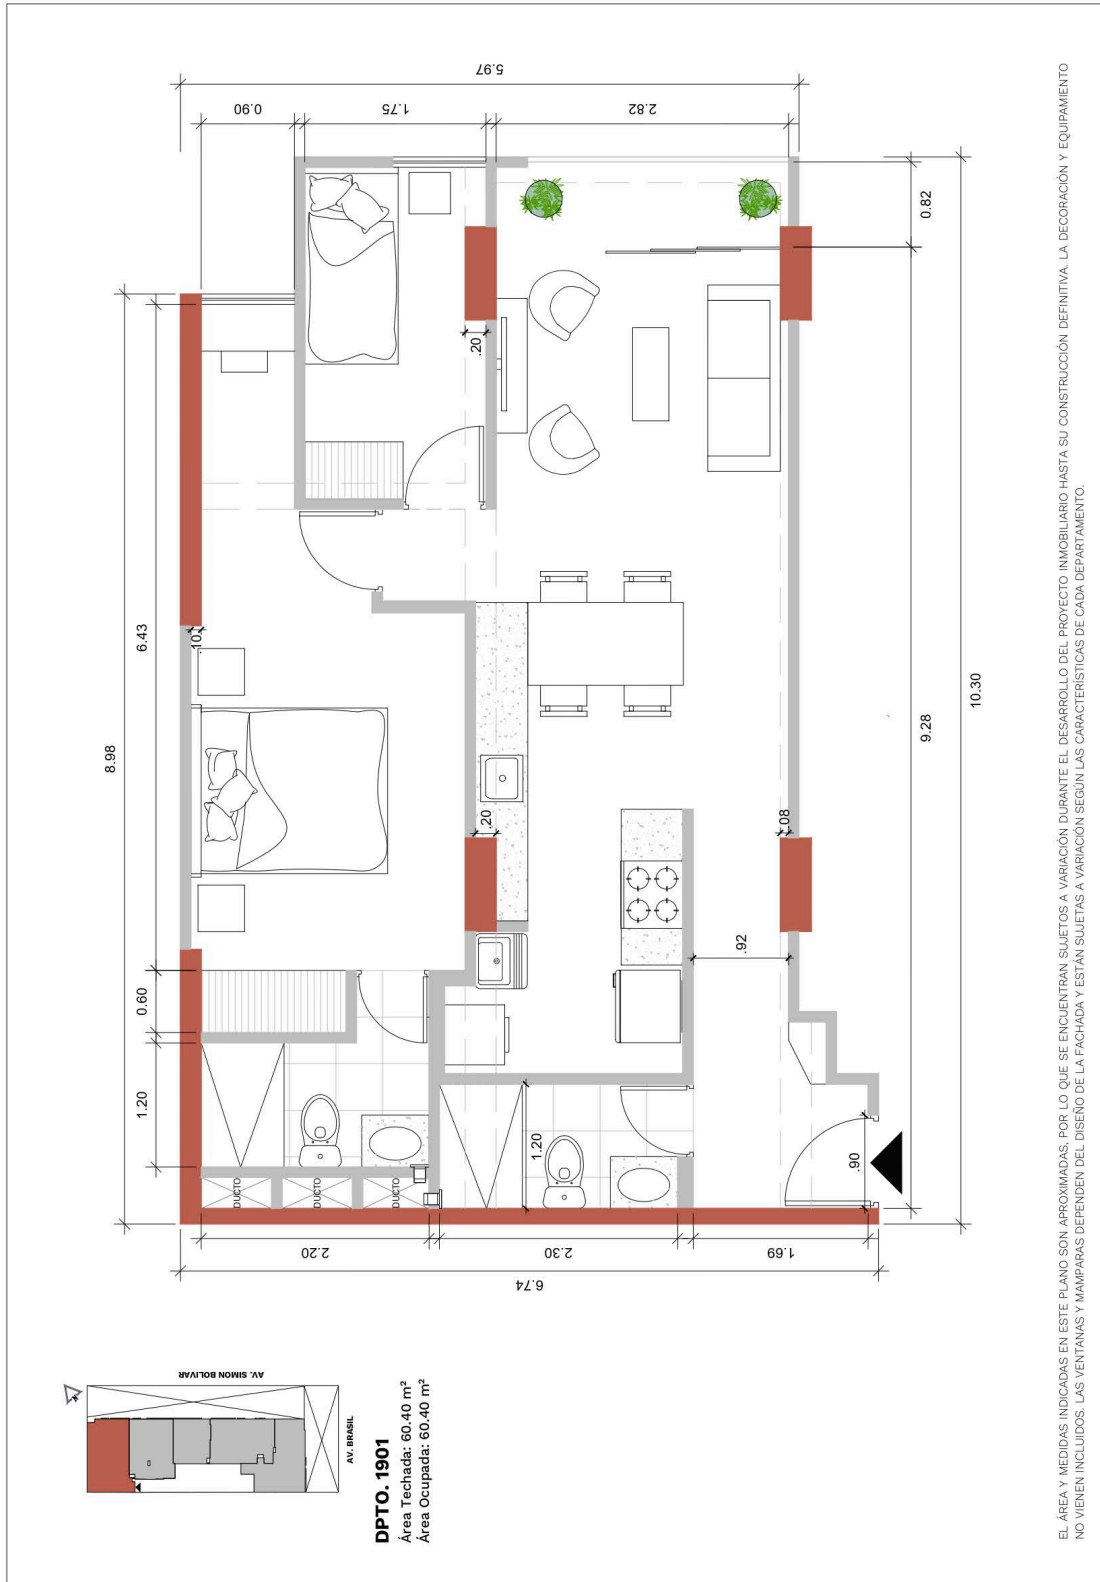 5.97
0.90
1.75
2.82
0.82
8.98
6.43
0.60
1.20
.10
.20
.20
.08
.92
1.20
.90
10.30
9.28
DUCTO
DUCTO
DUCTO
2.20
2.30
1.69
6.74
AV. SIMON BOLIVAR
AV. BRASIL
N
DPTO. 1901
Área Techada: 60.40 m²
Área Ocupada: 60.40 m²
EL ÁREA Y MEDIDAS INDICADAS EN ESTE PLANO SON APROXIMADAS, POR LO QUE SE ENCUENTRAN SUJETOS A VARIACIÓN DURANTE EL DESARROLLO DEL PROYECTO INMOBILIARIO HASTA SU CONSTRUCCIÓN DEFINITIVA. LA DECORACIÓN Y EQUIPAMIENTO
NO VIENEN INCLUIDOS. LAS VENTANAS Y MAMPARAS DEPENDEN DEL DISEÑO DE LA FACHADA Y ESTÁN SUJETAS A VARIACIÓN SEGÚN LAS CARACTERÍSTICAS DE CADA DEPARTAMENTO.